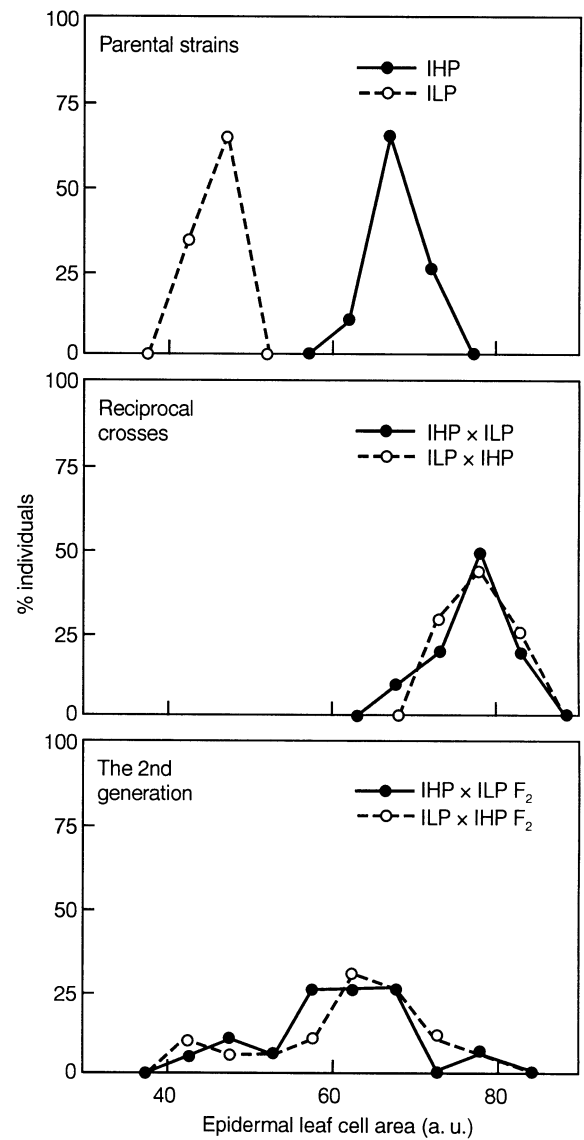 100
Parental strains
IHP
ILP
75
50
25
0
100
Reciprocal
crosses
IHP × ILP
ILP × IHP
75
50
25
0
% individuals
100
The 2nd
generation
IHP × ILP F₂
ILP × IHP F₂
75
50
25
0
40 60 80
Epidermal leaf cell area (a. u.)